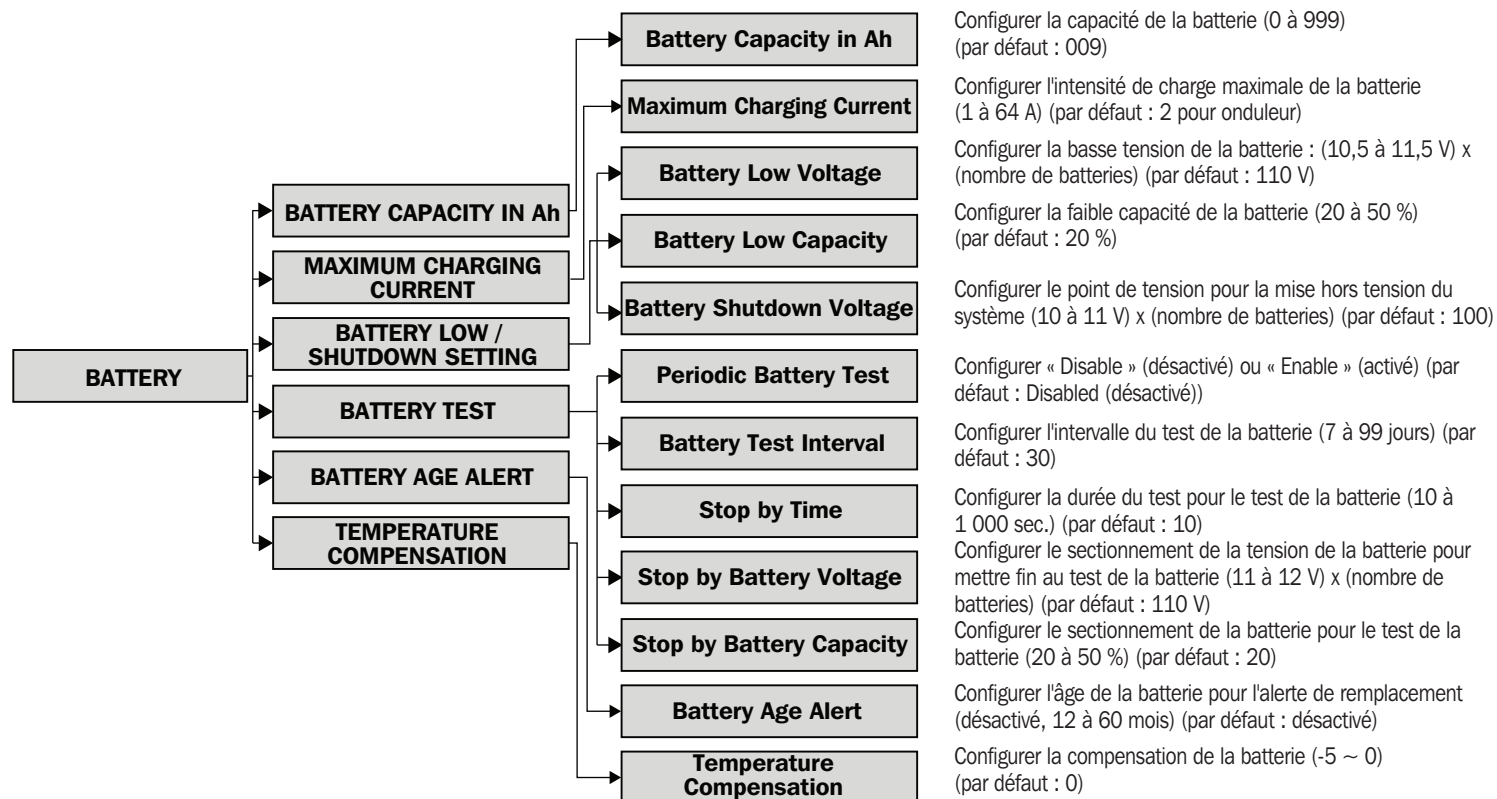 BATTERY
BATTERY CAPACITY IN Ah
MAXIMUM CHARGING
CURRENT
BATTERY LOW /
SHUTDOWN SETTING
BATTERY TEST
BATTERY AGE ALERT
TEMPERATURE
COMPENSATION
Battery Capacity in Ah
Configurer la capacité de la batterie (0 à 999)
(par défaut : 009)
Maximum Charging Current
Configurer l'intensité de charge maximale de la batterie
(1 à 64 A) (par défaut : 2 pour onduleur)
Battery Low Voltage
Configurer la basse tension de la batterie : (10,5 à 11,5 V) x
(nombre de batteries) (par défaut : 110 V)
Battery Low Capacity
Configurer la faible capacité de la batterie (20 à 50 %)
(par défaut : 20 %)
Battery Shutdown Voltage
Configurer le point de tension pour la mise hors tension du
système (10 à 11 V) x (nombre de batteries) (par défaut : 100)
Periodic Battery Test
Configurer « Disable » (désactivé) ou « Enable » (activé) (par
défaut : Disabled (désactivé))
Battery Test Interval
Configurer l'intervalle du test de la batterie (7 à 99 jours) (par
défaut : 30)
Stop by Time
Configurer la durée du test pour le test de la batterie (10 à
1 000 sec.) (par défaut : 10)
Stop by Battery Voltage
Configurer le sectionnement de la tension de la batterie pour
mettre fin au test de la batterie (11 à 12 V) x (nombre de
batteries) (par défaut : 110 V)
Stop by Battery Capacity
Configurer le sectionnement de la batterie pour le test de la
batterie (20 à 50 %) (par défaut : 20)
Battery Age Alert
Configurer l'âge de la batterie pour l'alerte de remplacement
(désactivé, 12 à 60 mois) (par défaut : désactivé)
Temperature
Compensation
Configurer la compensation de la batterie (-5 ~ 0)
(par défaut : 0)